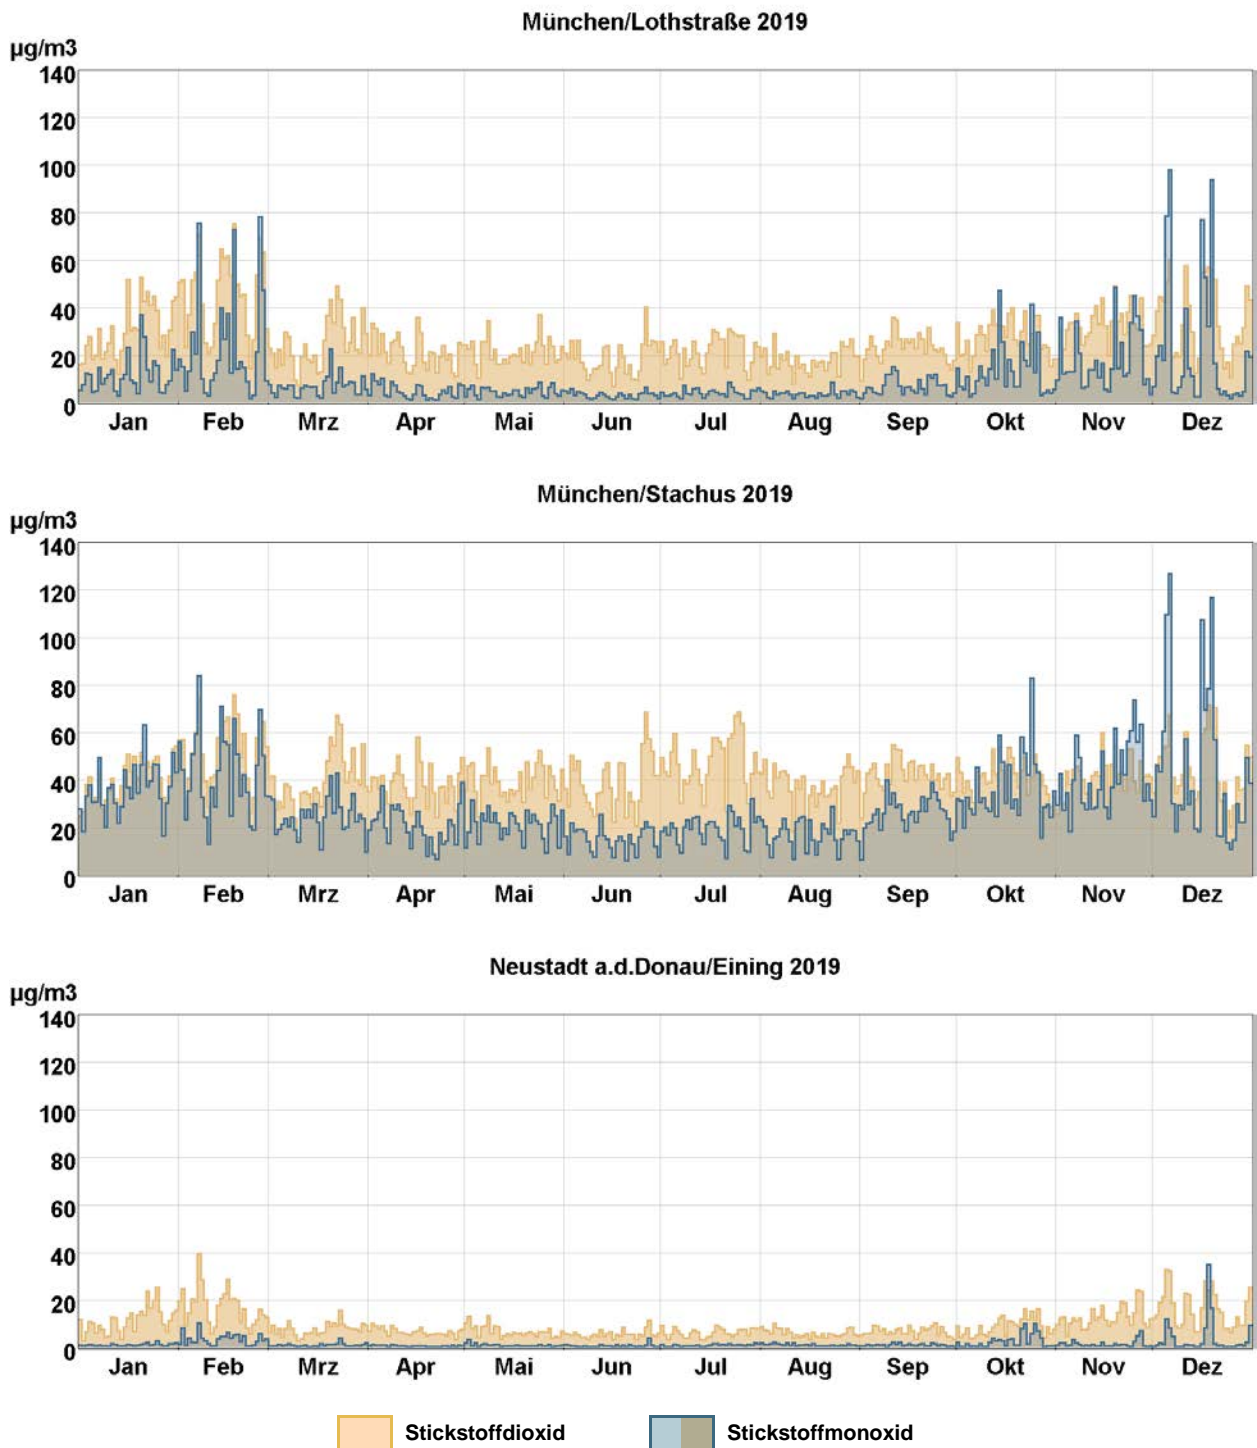 München/Lothstraße 2019
µg/m3
140
120
100
80
60
40
20
0
Jan Feb Mrz Apr Mai Jun Jul Aug Sep Okt Nov Dez
München/Stachus 2019
µg/m3
140
120
100
80
60
40
20
0
Jan Feb Mrz Apr Mai Jun Jul Aug Sep Okt Nov Dez
Neustadt a.d.Donau/Eining 2019
µg/m3
140
120
100
80
60
40
20
0
Jan Feb Mrz Apr Mai Jun Jul Aug Sep Okt Nov Dez
Stickstoffdioxid Stickstoffmonoxid